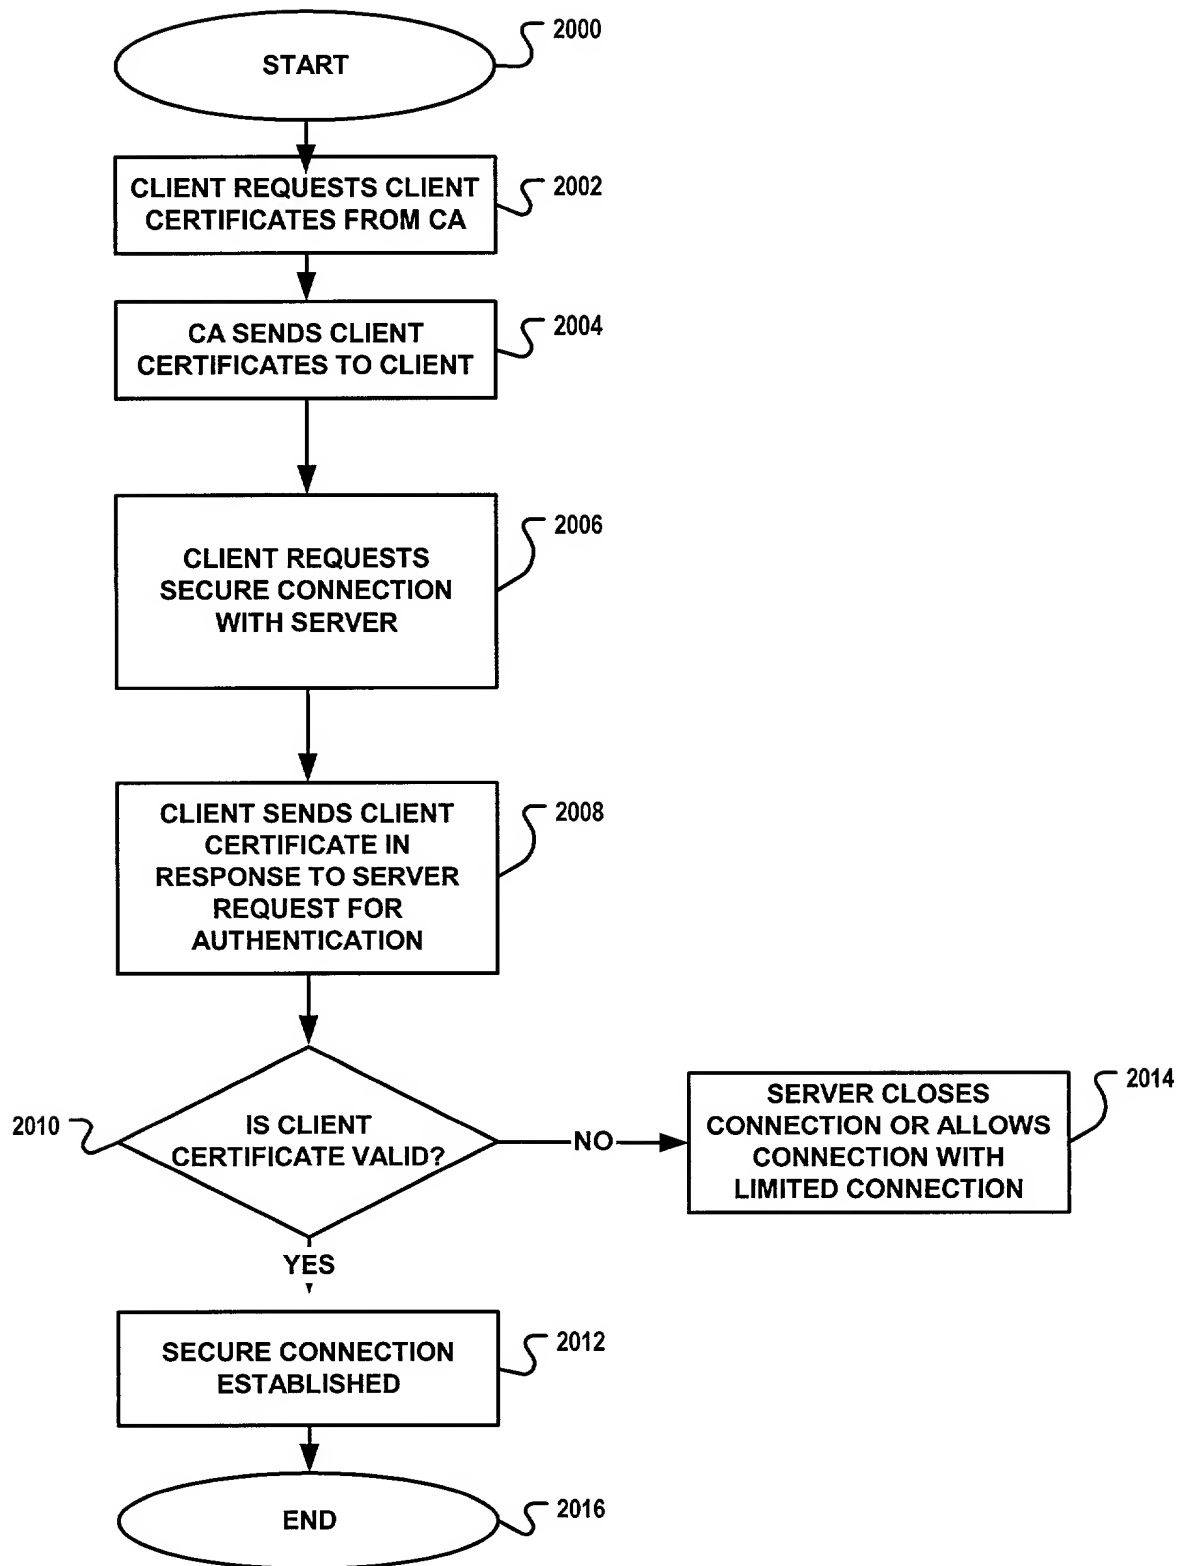 START
2000
CLIENT REQUESTS CLIENT
CERTIFICATES FROM CA
2002
CA SENDS CLIENT
CERTIFICATES TO CLIENT
2004
CLIENT REQUESTS
SECURE CONNECTION
WITH SERVER
2006
CLIENT SENDS CLIENT
CERTIFICATE IN
RESPONSE TO SERVER
REQUEST FOR
AUTHENTICATION
2008
2010
IS CLIENT
CERTIFICATE VALID?
NO
SERVER CLOSES
CONNECTION OR ALLOWS
CONNECTION WITH
LIMITED CONNECTION
2014
YES
SECURE CONNECTION
ESTABLISHED
2012
END
2016